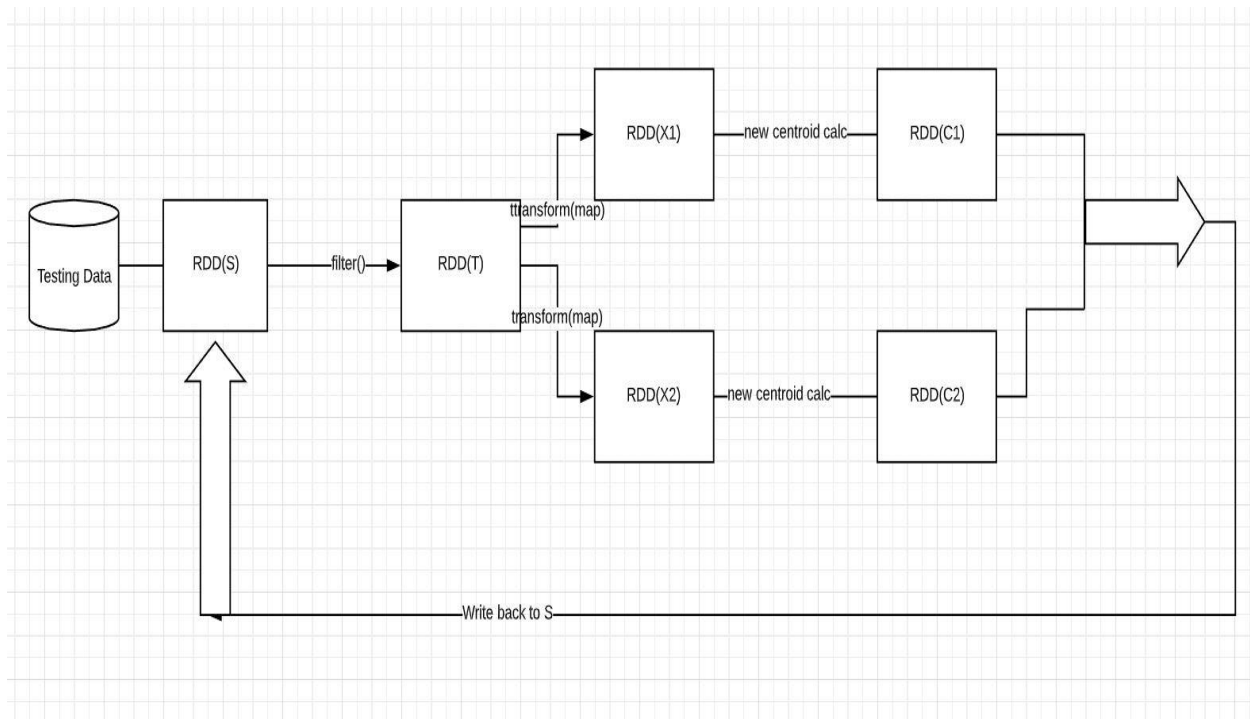 Testing Data
RDD(S)
filter()
RDD(T)
ttransform(map)
transform(map)
RDD(X1)
new centroid calc
RDD(C1)
RDD(X2)
new centroid calc
RDD(C2)
Write back to S